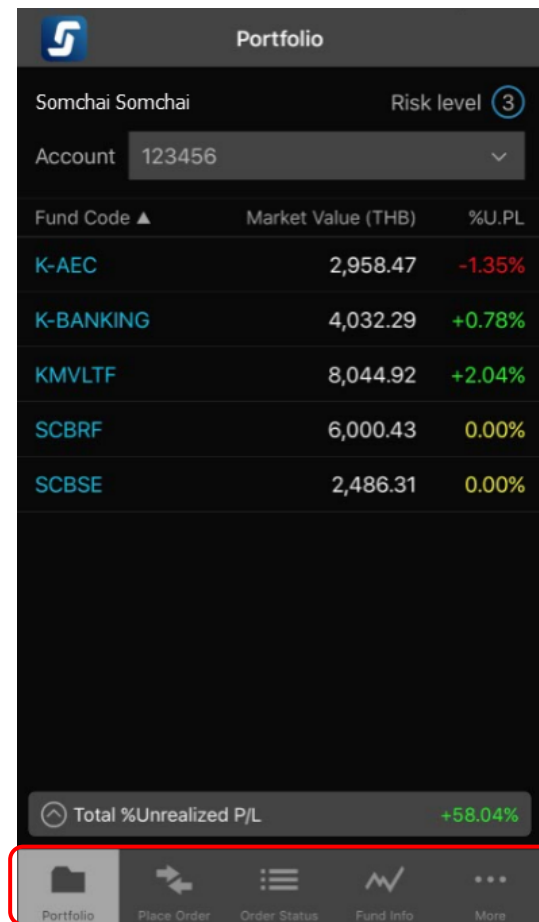 Portfolio
Somchai Somchai Risk level 3
Account 123456
Fund Code ▲ Market Value (THB) %U.PL
K-AEC 2,958.47 -1.35%
K-BANKING 4,032.29 +0.78%
KMVLTF 8,044.92 +2.04%
SCBRF 6,000.43 0.00%
SCBSE 2,486.31 0.00%
Total %Unrealized P/L +58.04%
Portfolio Place Order Order Status Fund Info More